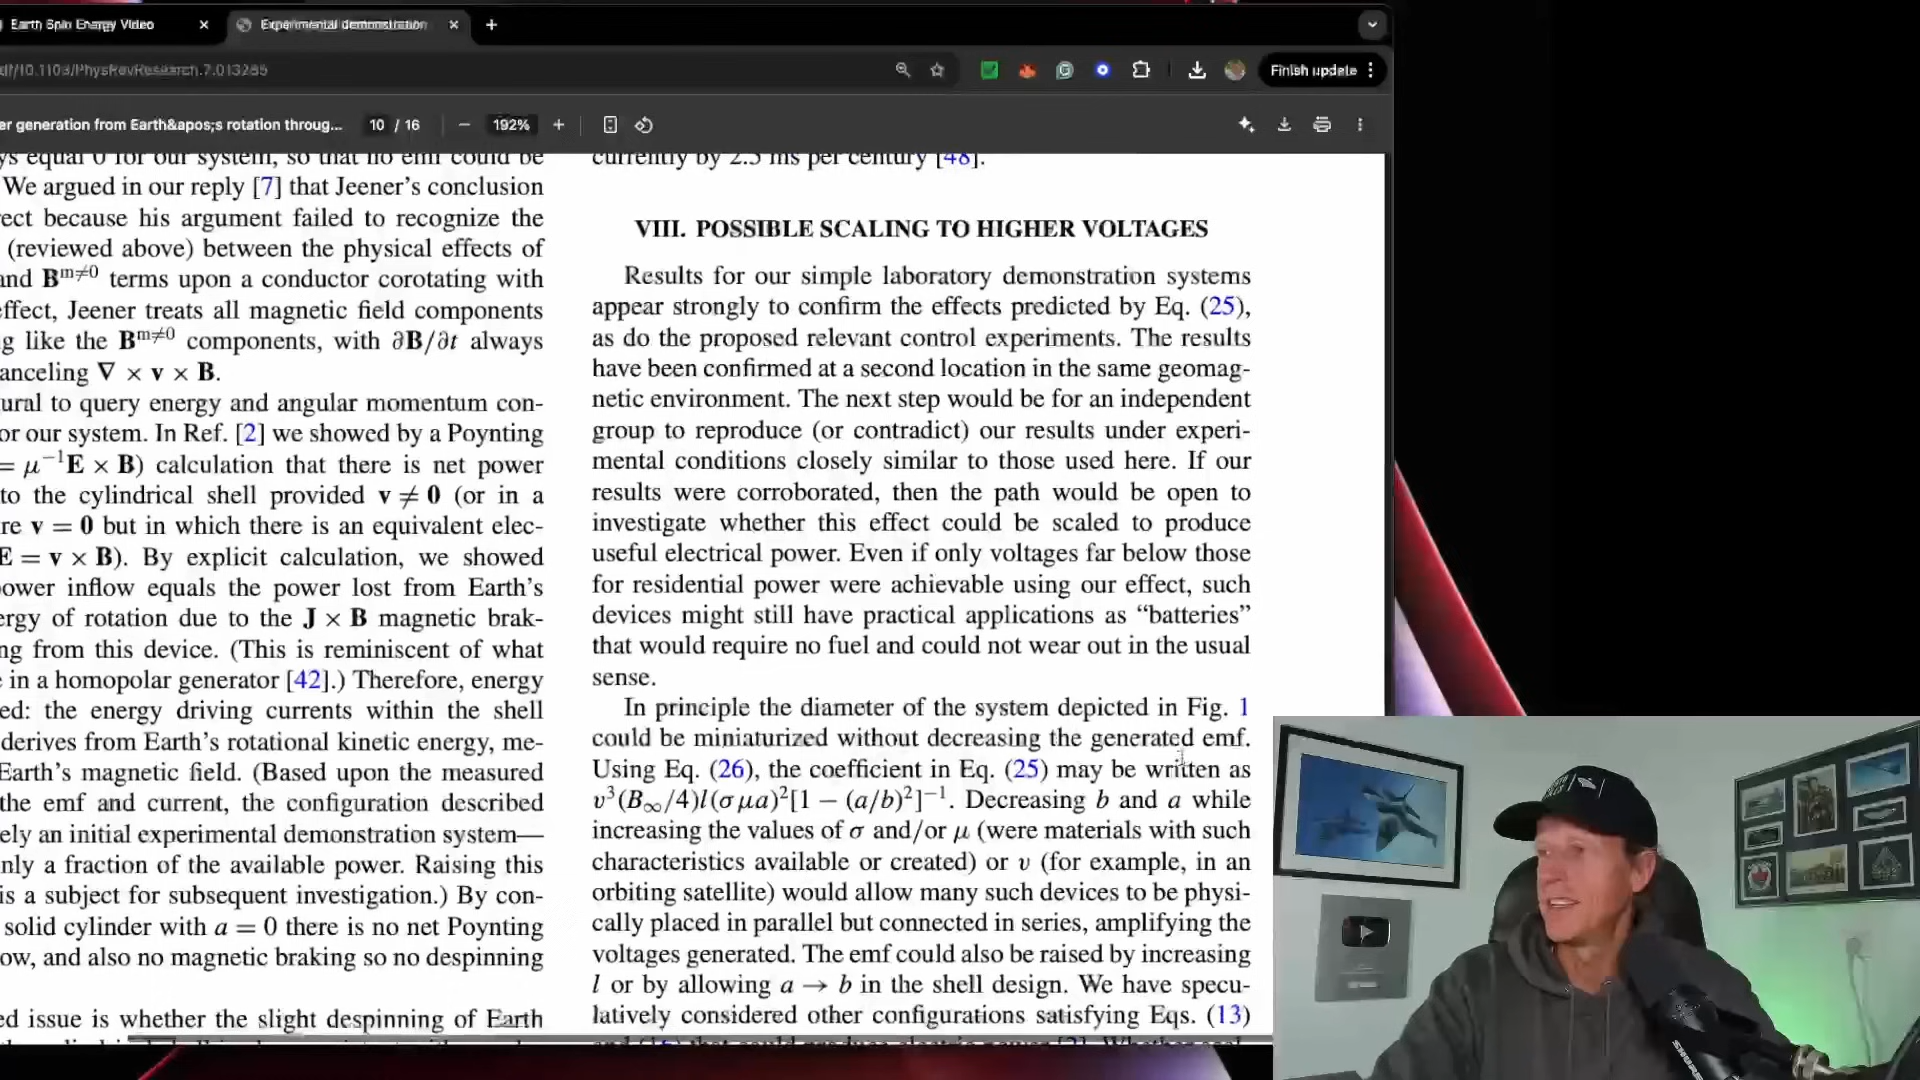 Earth Spin Energy Video
Experimental demonstration
df/10.1103/PhysRevResearch.7.013285
Finish update
er generation from Earth&apos;s rotation throug...
10 / 16
192%
ys equal 0 for our system, so that no emf could be
We argued in our reply [7] that Jeener's conclusion
rect because his argument failed to recognize the
(reviewed above) between the physical effects of
and B^m≠0 terms upon a conductor corotating with
effect, Jeener treats all magnetic field components
g like the B^m≠0 components, with ∂B/∂t always
anceling ∇ × v × B.
ural to query energy and angular momentum con-
or our system. In Ref. [2] we showed by a Poynting
= μ⁻¹E × B) calculation that there is net power
to the cylindrical shell provided v ≠ 0 (or in a
re v = 0 but in which there is an equivalent elec-
E = v × B). By explicit calculation, we showed
ower inflow equals the power lost from Earth's
ergy of rotation due to the J × B magnetic brak-
ng from this device. (This is reminiscent of what
e in a homopolar generator [42].) Therefore, energy
ed: the energy driving currents within the shell
derives from Earth's rotational kinetic energy, me-
Earth's magnetic field. (Based upon the measured
the emf and current, the configuration described
ely an initial experimental demonstration system—
nly a fraction of the available power. Raising this
is a subject for subsequent investigation.) By con-
solid cylinder with a = 0 there is no net Poynting
ow, and also no magnetic braking so no despinning
ed issue is whether the slight despinning of Earth
currently by 2.5 ms per century [48].
VIII. POSSIBLE SCALING TO HIGHER VOLTAGES
Results for our simple laboratory demonstration systems
appear strongly to confirm the effects predicted by Eq. (25),
as do the proposed relevant control experiments. The results
have been confirmed at a second location in the same geomag-
netic environment. The next step would be for an independent
group to reproduce (or contradict) our results under experi-
mental conditions closely similar to those used here. If our
results were corroborated, then the path would be open to
investigate whether this effect could be scaled to produce
useful electrical power. Even if only voltages far below those
for residential power were achievable using our effect, such
devices might still have practical applications as “batteries”
that would require no fuel and could not wear out in the usual
sense.
In principle the diameter of the system depicted in Fig. 1
could be miniaturized without decreasing the generated emf.
Using Eq. (26), the coefficient in Eq. (25) may be written as
v³(B∞/4)l(σμa)²[1 − (a/b)²]⁻¹. Decreasing b and a while
increasing the values of σ and/or μ (were materials with such
characteristics available or created) or v (for example, in an
orbiting satellite) would allow many such devices to be physi-
cally placed in parallel but connected in series, amplifying the
voltages generated. The emf could also be raised by increasing
l or by allowing a → b in the shell design. We have specu-
latively considered other configurations satisfying Eqs. (13)
SHURE